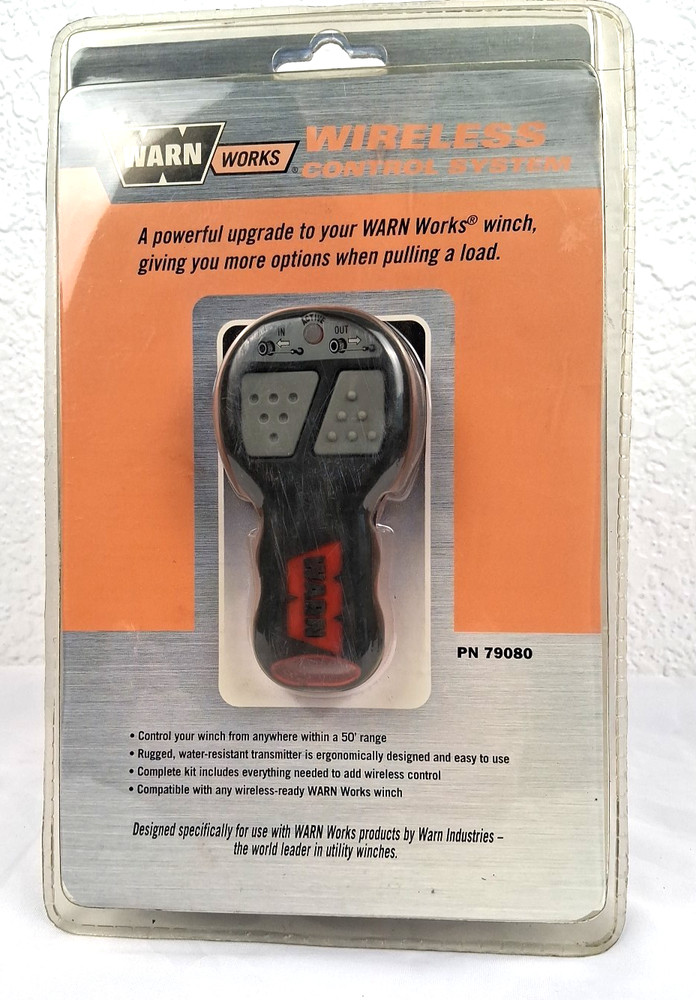 WARN WORKS®
WIRELESS
CONTROL SYSTEM
A powerful upgrade to your WARN Works® winch,
giving you more options when pulling a load.
ACTIVE
IN OUT
WARN
PN 79080
• Control your winch from anywhere within a 50' range
• Rugged, water-resistant transmitter is ergonomically designed and easy to use
• Complete kit includes everything needed to add wireless control
• Compatible with any wireless-ready WARN Works winch
Designed specifically for use with WARN Works products by Warn Industries –
the world leader in utility winches.